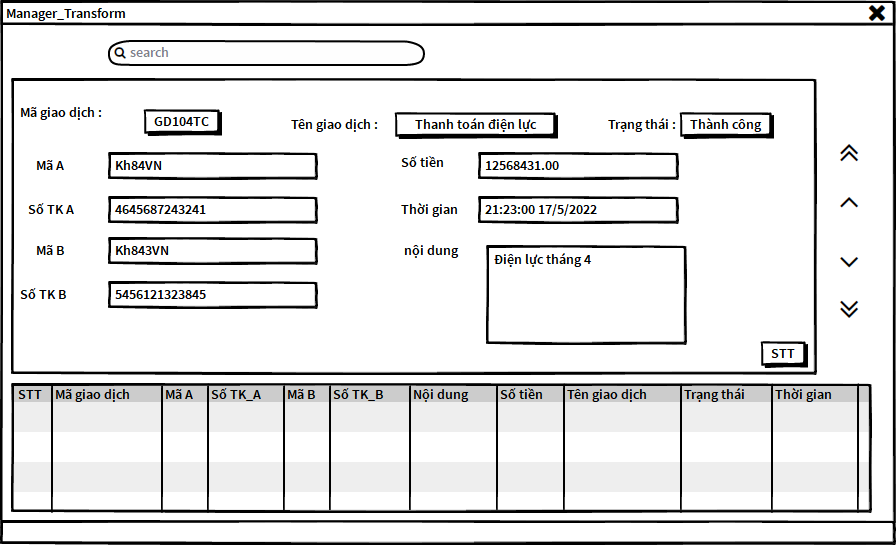 Manager_Transform
search
Mã giao dịch :
GD104TC
Tên giao dịch :
Thanh toán điện lực
Trạng thái :
Thành công
Mã A
Kh84VN
Số tiền
12568431.00
Số TK A
4645687243241
Thời gian
21:23:00 17/5/2022
Mã B
Kh843VN
nội dung
Điện lực tháng 4
Số TK B
5456121323845
STT
STT Mã giao dịch Mã A Số TK_A Mã B Số TK_B Nội dung Số tiền Tên giao dịch Trạng thái Thời gian